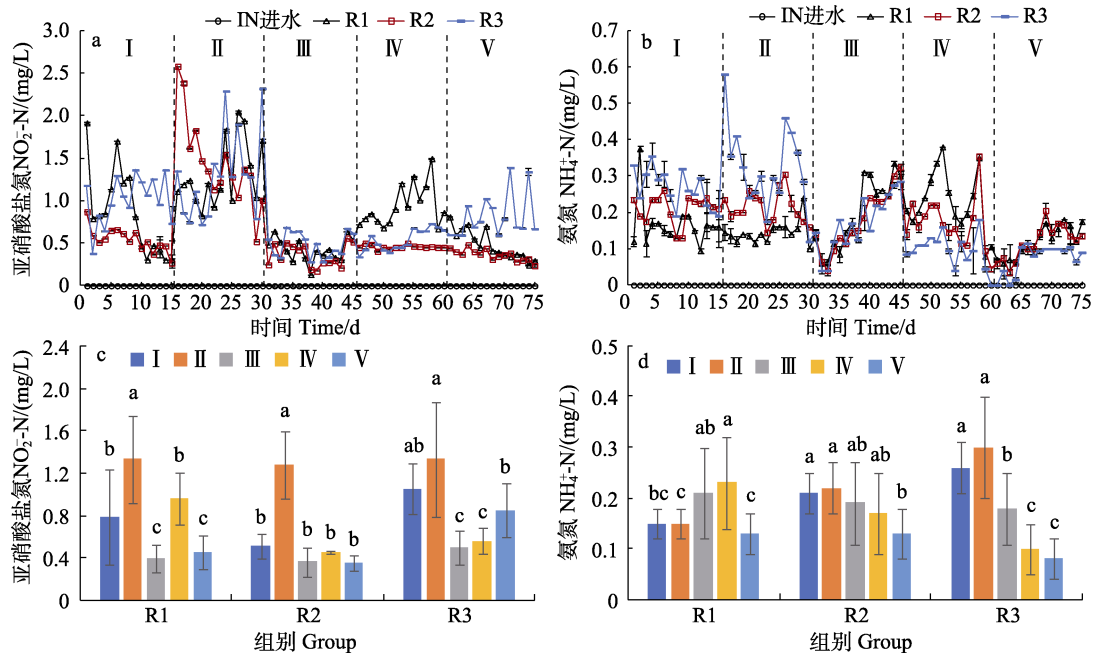 IN进水 R1 R2 R3
a
Ⅰ Ⅱ Ⅲ Ⅳ Ⅴ
3.0
2.5
2.0
1.5
1.0
0.5
0
亚硝酸盐氮NO₂⁻-N/(mg/L)
0 5 10 15 20 25 30 35 40 45 50 55 60 65 70 75
时间 Time/d
IN进水 R1 R2 R3
b
Ⅰ Ⅱ Ⅲ Ⅳ Ⅴ
0.7
0.6
0.5
0.4
0.3
0.2
0.1
0
氨氮 NH₄⁺-N/(mg/L)
0 5 10 15 20 25 30 35 40 45 50 55 60 65 70 75
时间 Time/d
c Ⅰ Ⅱ Ⅲ Ⅳ Ⅴ
2.4
2.0
1.6
1.2
0.8
0.4
0
亚硝酸盐氮NO₂⁻-N/(mg/L)
b a c b c
b a b b b
ab a c c b
R1 R2 R3
组别 Group
d Ⅰ Ⅱ Ⅲ Ⅳ Ⅴ
0.5
0.4
0.3
0.2
0.1
0
氨氮 NH₄⁺-N/(mg/L)
bc c ab a c
a a ab ab b
a a b c c
R1 R2 R3
组别 Group